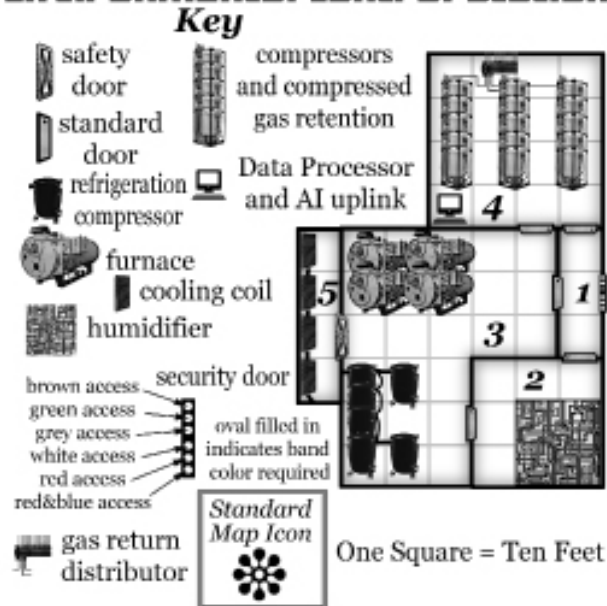 Key
safety
door
standard
door
refrigeration
compressor
furnace
cooling coil
humidifier
compressors
and compressed
gas retention
Data Processor
and AI uplink
security door
brown access
green access
grey access
white access
red access
red&blue access
oval filled in
indicates band
color required
gas return
distributor
Standard
Map Icon
One Square = Ten Feet
4
5
1
3
2